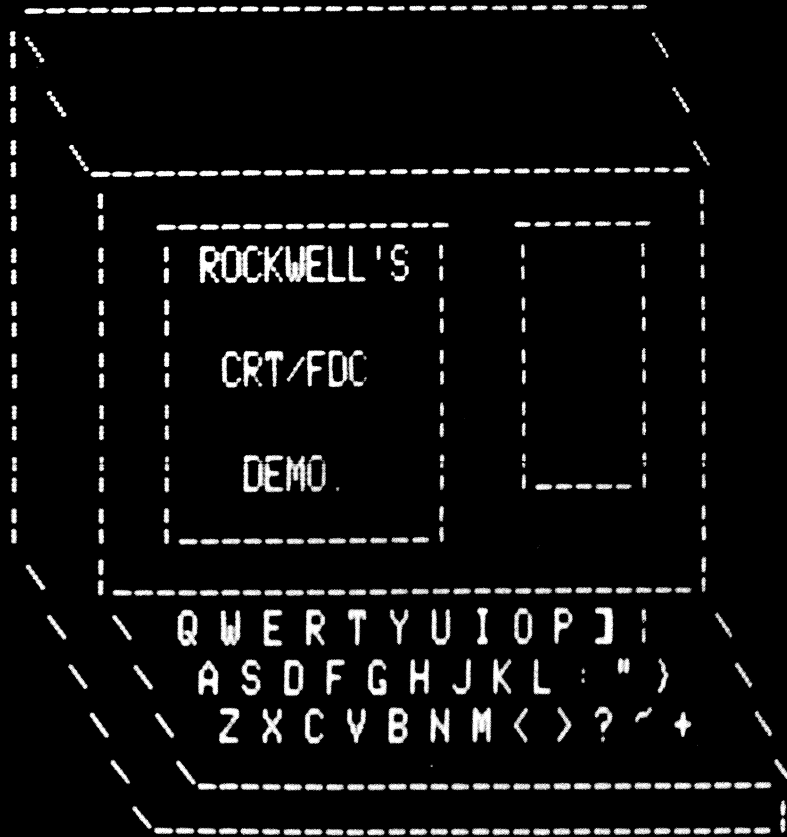 ROCKWELL'S
CRT/FDC
DEMO.
Q W E R T Y U I O P ] ¦
A S D F G H J K L : " )
Z X C V B N M < > ? ~ +